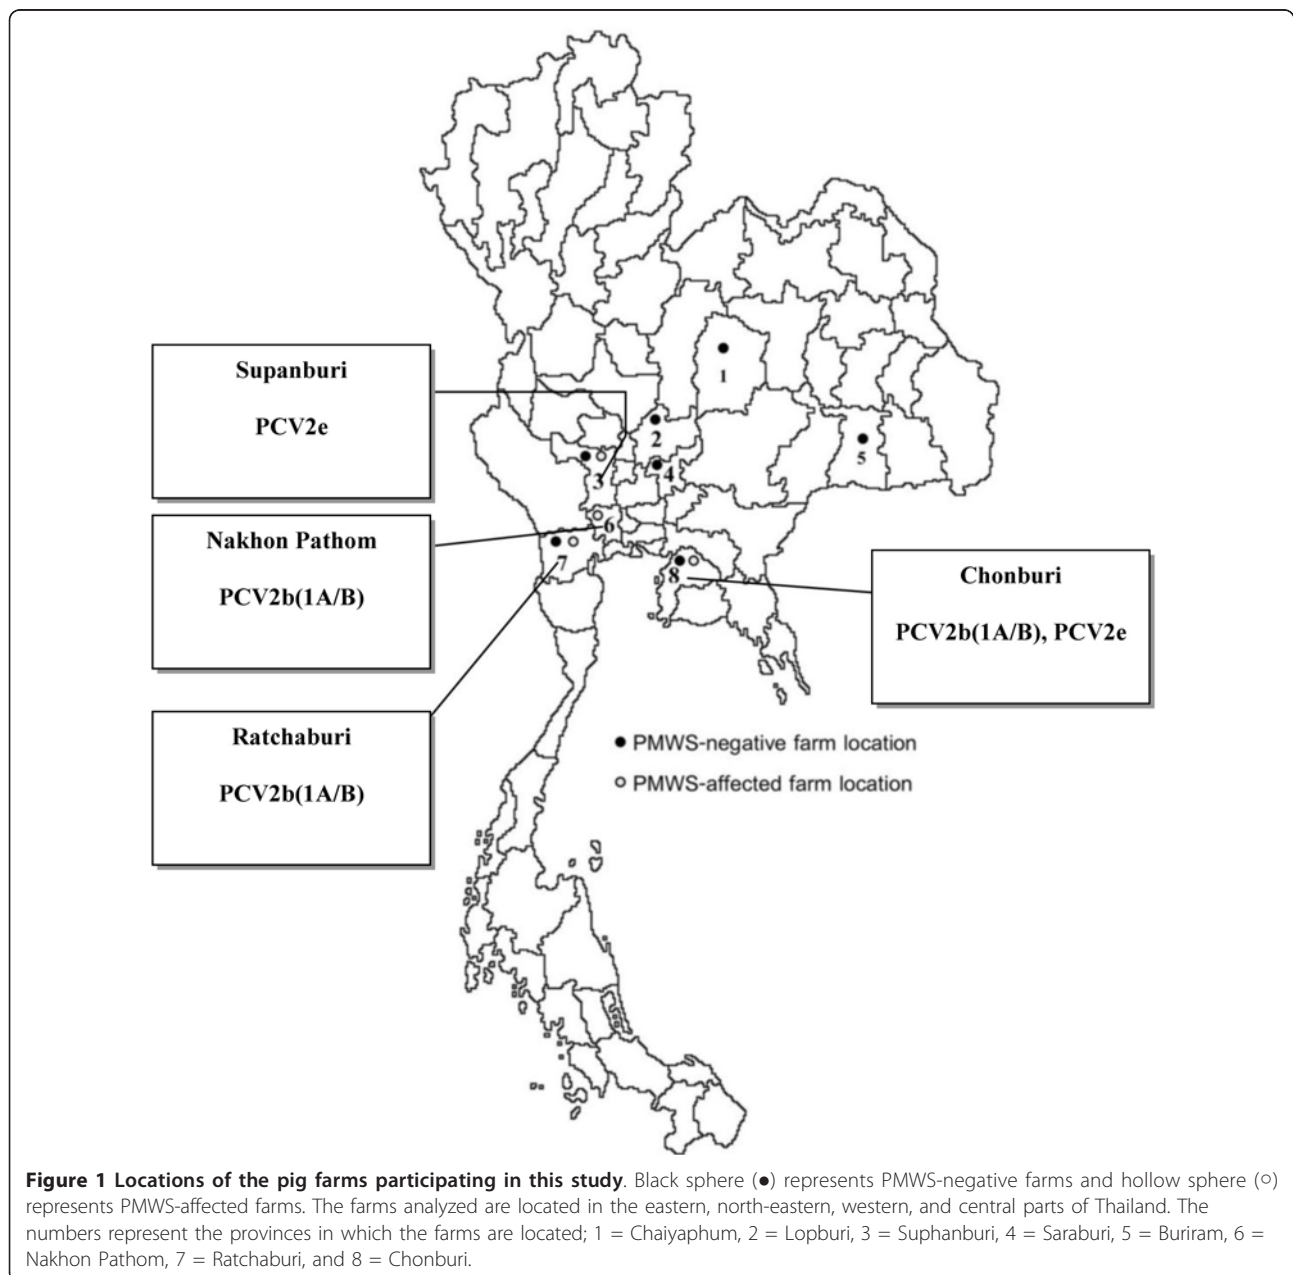 Supanburi
PCV2e
Nakhon Pathom
PCV2b(1A/B)
Ratchaburi
PCV2b(1A/B)
Chonburi
PCV2b(1A/B), PCV2e
1
2
3
4
5
6
7
8
● PMWS-negative farm location
○ PMWS-affected farm location
Figure 1 Locations of the pig farms participating in this study. Black sphere (●) represents PMWS-negative farms and hollow sphere (○)
represents PMWS-affected farms. The farms analyzed are located in the eastern, north-eastern, western, and central parts of Thailand. The
numbers represent the provinces in which the farms are located; 1 = Chaiyaphum, 2 = Lopburi, 3 = Suphanburi, 4 = Saraburi, 5 = Buriram, 6 =
Nakhon Pathom, 7 = Ratchaburi, and 8 = Chonburi.